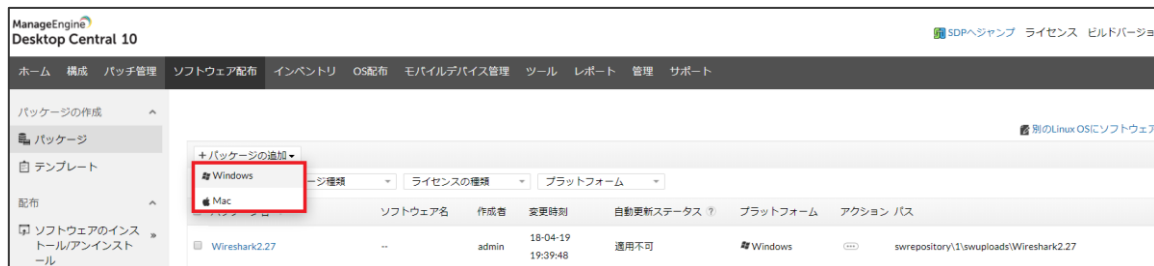 ManageEngine
Desktop Central 10
SDPへジャンプ ライセンス ビルドバージョ
ホーム 構成 パッチ管理 ソフトウェア配布 インベントリ OS配布 モバイルデバイス管理 ツール レポート 管理 サポート
パッケージの作成
パッケージ
別のLinux OSにソフトウェア
+パッケージの追加
テンプレート
Windows
ージ種類 ライセンスの種類 プラットフォーム
Mac
配布
ソフトウェア名 作成者 変更時刻 自動更新ステータス ? プラットフォーム アクション パス
ソフトウェアのインス
トール/アンインスト
ール
Wireshark2.27 -- admin 18-04-19
19:39:48 適用不可 Windows swrepository\1\swuploads\Wireshark2.27